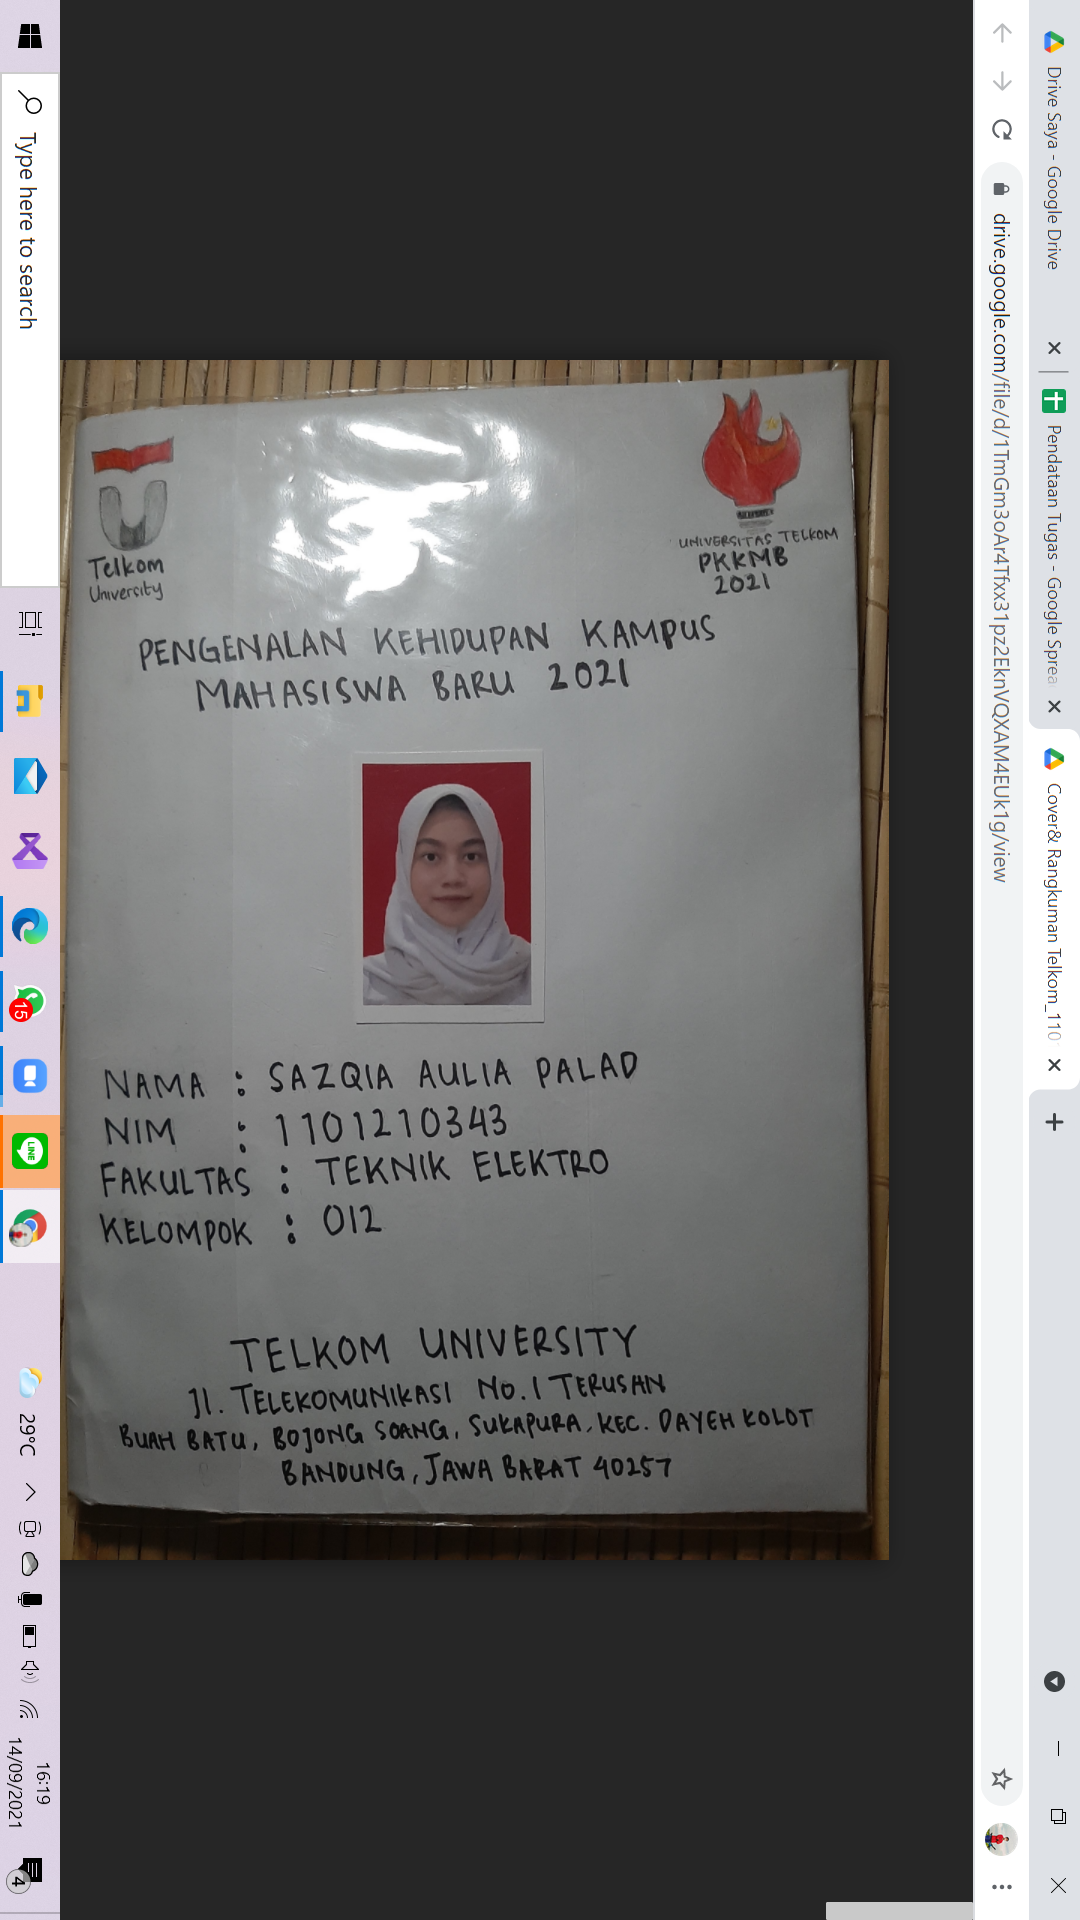 Drive Saya - Google Drive
Pendataan Tugas - Google Sprea
Cover& Rangkuman Telkom_110
drive.google.com/file/d/1TmGm3oAr4Tfxx31pz2EknVQXAM4EUk1g/view
Telkom
University
UNIVERSITAS TELKOM
PKKMB
2021
PENGENALAN KEHIDUPAN KAMPUS
MAHASISWA BARU 2021
NAMA : SAZQIA AULIA PALAD
NIM : 1101210343
FAKULTAS : TEKNIK ELEKTRO
KELOMPOK : 012
TELKOM UNIVERSITY
Jl. TELEKOMUNIKASI No. 1 TERUSAN
BUAH BATU, BOJONG SOANG, SUKAPURA, KEC. DAYEH KOLOT
BANDUNG, JAWA BARAT 40257
Type here to search
15
LINE
29°C
16:19
14/09/2021
4